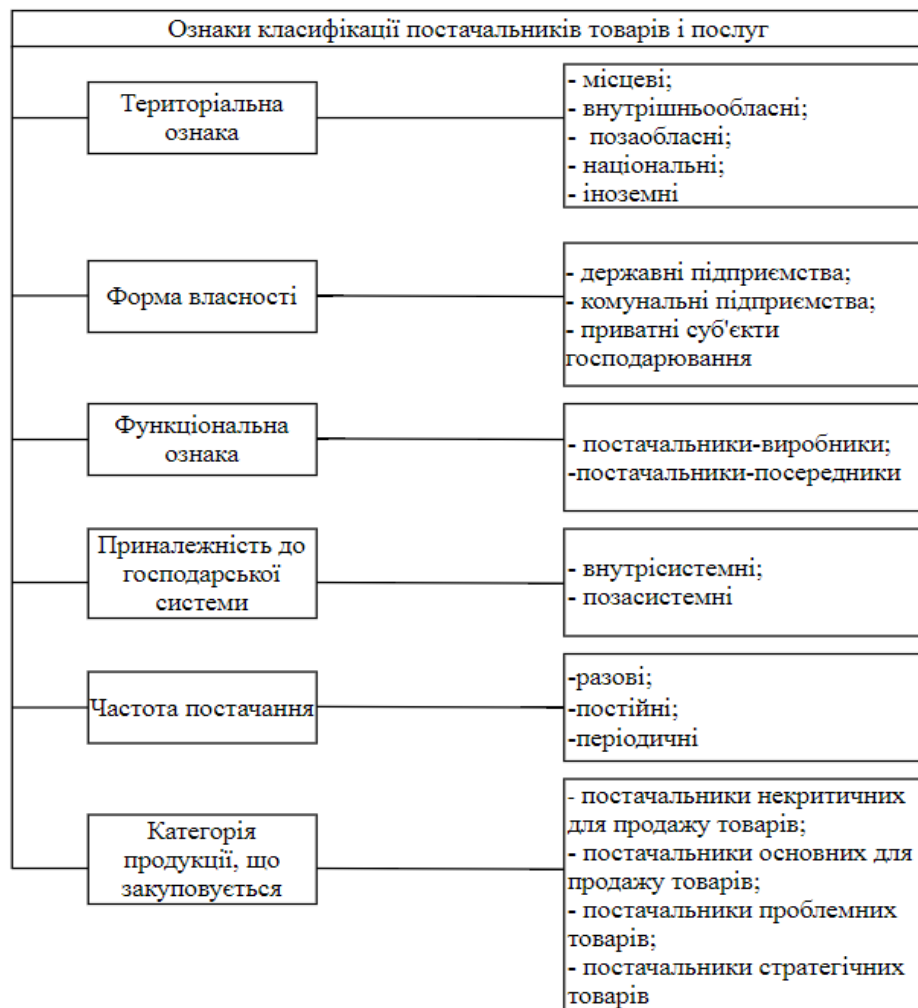 Ознаки класифікації постачальників товарів і послуг
Територіальна
ознака
- місцеві;
- внутрішньообласні;
- позаобласні;
- національні;
- іноземні
Форма власності
- державні підприємства;
- комунальні підприємства;
- приватні суб'єкти
господарювання
Функціональна
ознака
- постачальники-виробники;
-постачальники-посередники
Приналежність до
господарської
системи
- внутрісистемні;
- позасистемні
Частота постачання
-разові;
-постійні;
-періодичні
Категорія
продукції, що
закуповується
- постачальники некритичних
для продажу товарів;
- постачальники основних для
продажу товарів;
- постачальники проблемних
товарів;
- постачальники стратегічних
товарів